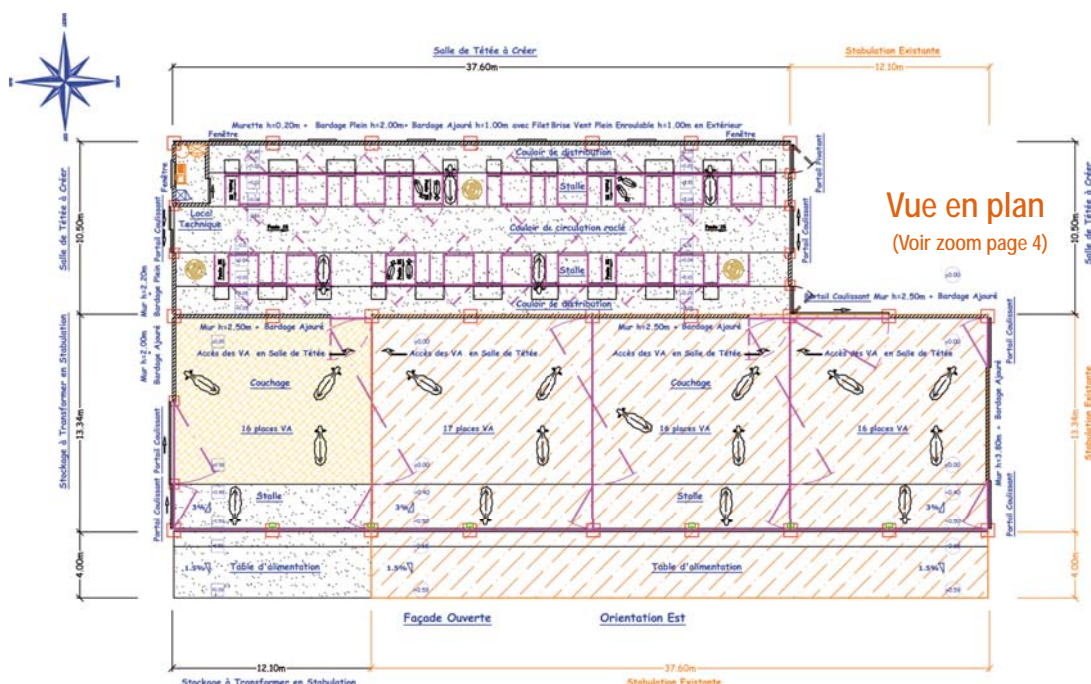 Salle de Tétée à Créer
Stabulation Existante
37.60m
12.10m
Murette h=0.20m + Bardage Plein h=2.00m+ Bardage Ajouré h=1.00m avec Filet Brise Vent Plein Enroulable h=1.00m en Extérieur
Fenêtre
Fenêtre
Couloir de distribution
Portail Pivotant
Fenêtre
Stalle
Vue en plan
(Voir zoom page 4)
Salle de Tétée à Créer
10.50m
Local
Technique
Couloir de circulation raclé
Portail Coulissant
Portail Coulissant
10.50m
Salle de Tétée à Créer
Stalle
±0.00
Mur h=2.20m
+
Bardage Plein
Couloir de distribution
Portail Coulissant Mur h=2.50m + Bardage Ajouré
Mur h=2.50m + Bardage Ajouré
Mur h=2.50m + Bardage Ajouré
Mur h=2.00m
+
Bardage Ajouré
Accès des VA en Salle de Tétée
Accès des VA en Salle de Tétée
Accès des VA en Salle de Tétée
Accès des VA en Salle de Tétée
Portail Coulissant
Couchage
Couchage
Stockage à Transformer en Stabulation
13.34m
16 places VA
17 places VA
16 places VA
16 places VA
Mur h=3.80m + Bardage Ajouré
13.34m
Stabulation Existante
Portail Coulissant
±0.00
±0.00
±0.00
Stalle
Stalle
Portail Coulissant
3%
3%
3%
Portail Coulissant
4.00m
Table d'alimentation
Table d'alimentation
1.5%
1.5%
1.5%
4.00m
Façade Ouverte
Orientation Est
12.10m
37.60m
Stockage à Transformer en Stabulation
Stabulation Existante